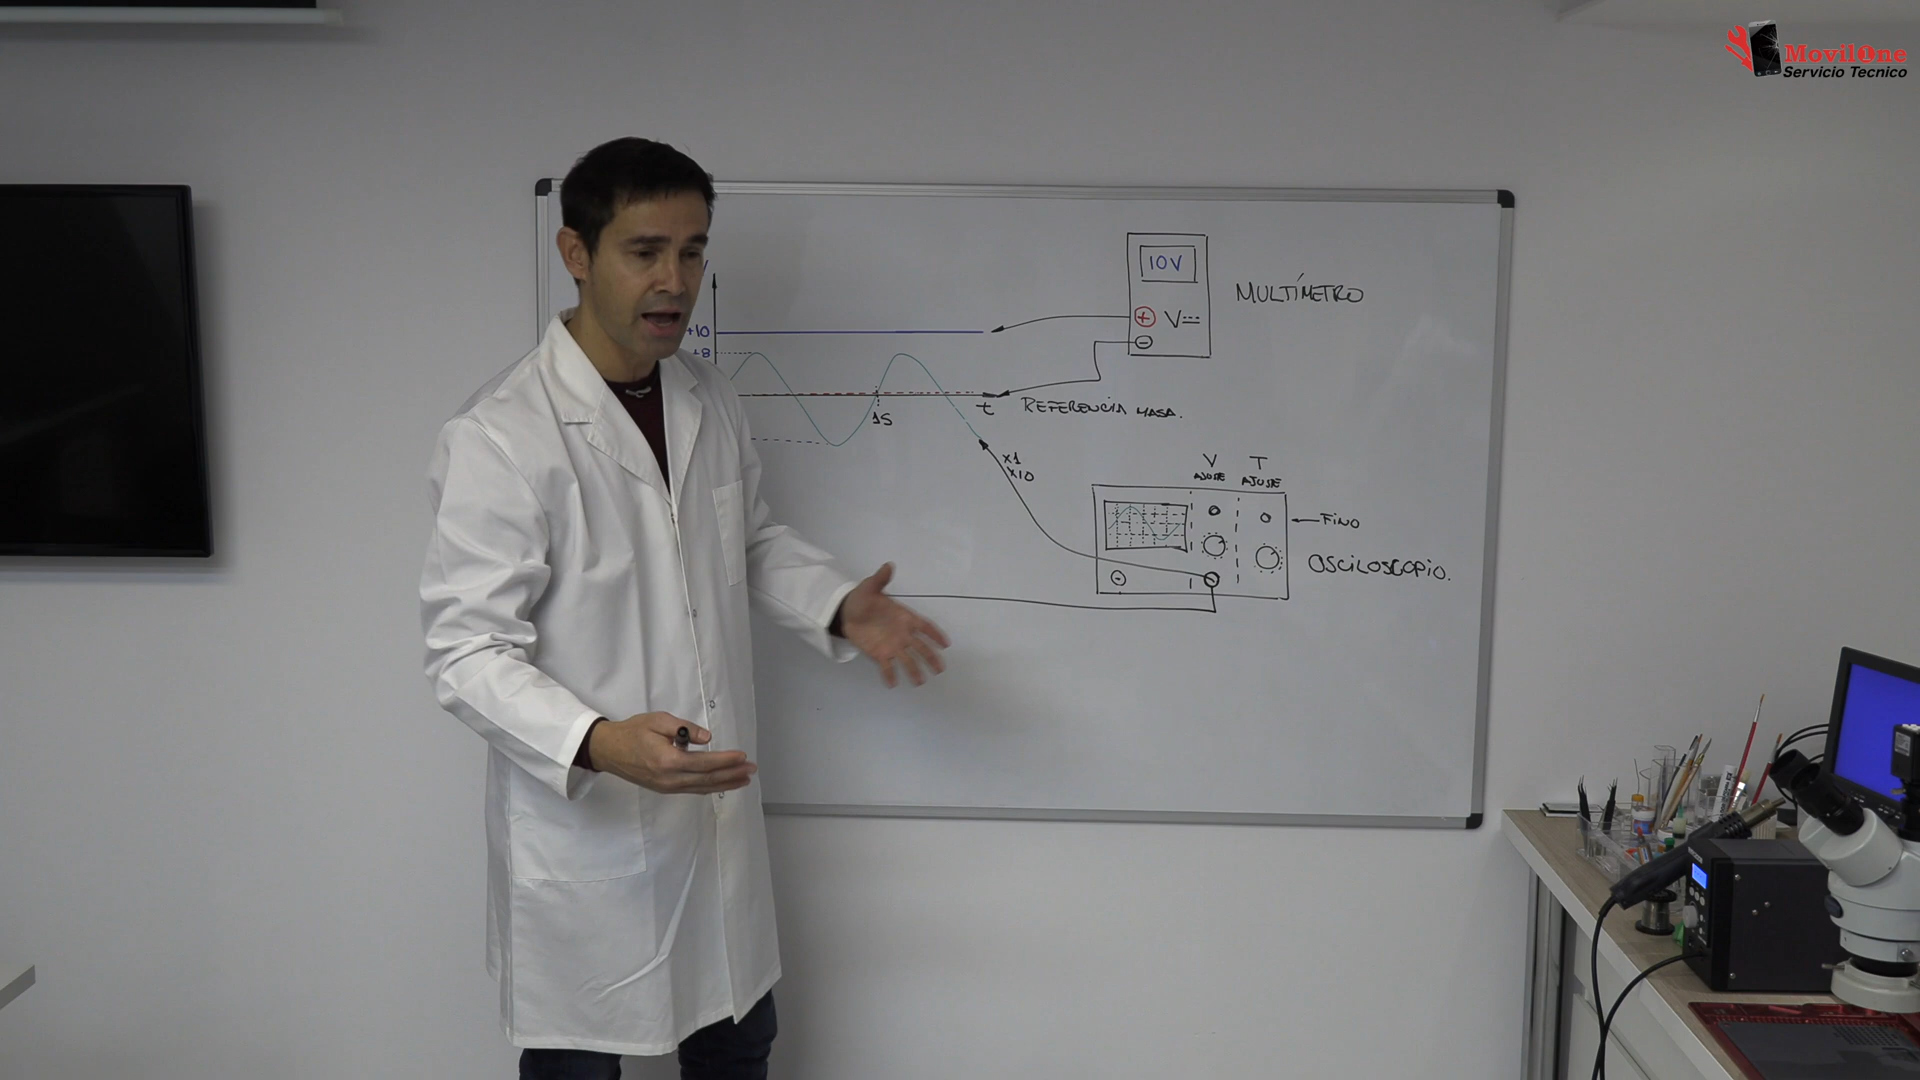 MovilOne
Servicio Tecnico
V
10V
MULTÍMETRO
+10
+8
+ V
-
1S
t
REFERENCIA MASA.
x1
x10
V
AJUSTE
T
AJUSTE
FINO
OSCILOSCOPIO.